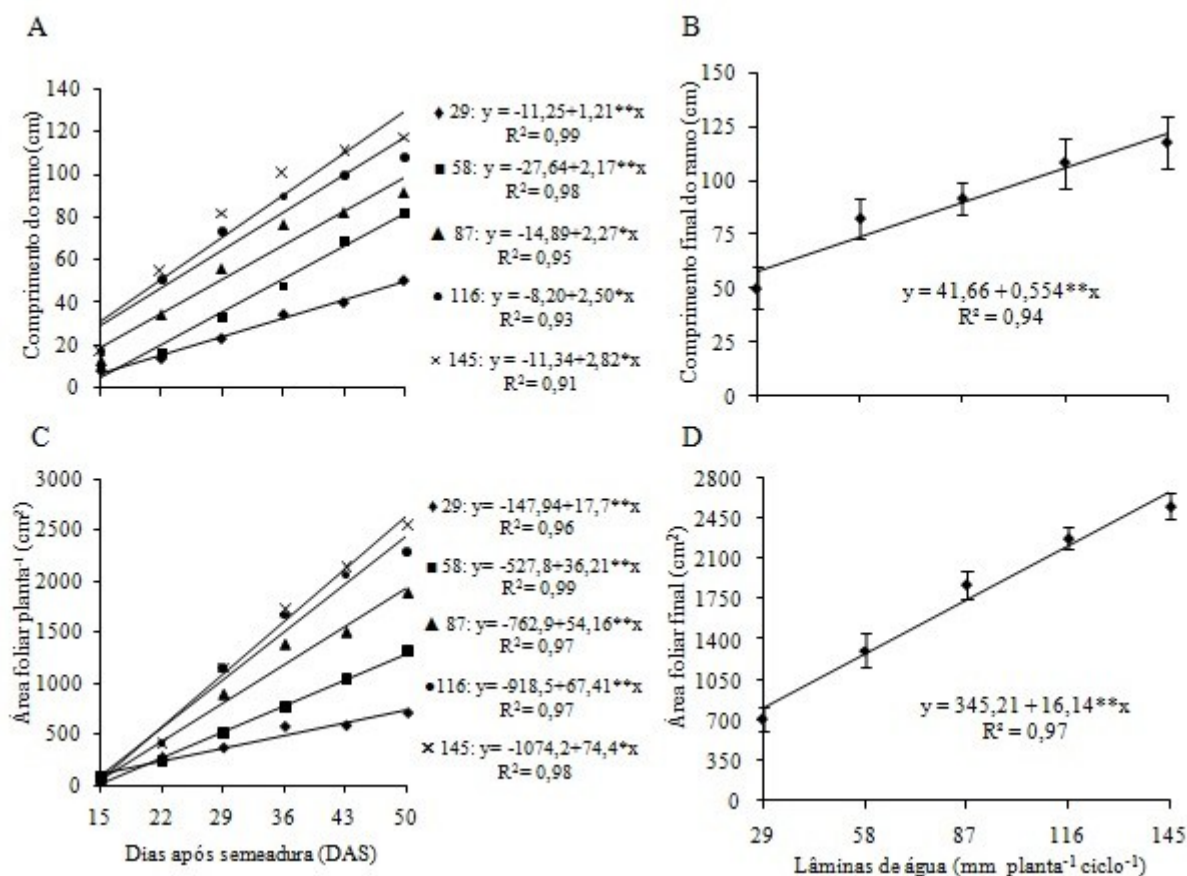 A
Comprimento do ramo (cm)
140
120
100
80
60
40
20
0
29: y = -11,25+1,21**x
R²= 0,99
58: y = -27,64+2,17**x
R²= 0,98
87: y = -14,89+2,27*x
R²= 0,95
116: y = -8,20+2,50*x
R²= 0,93
145: y = -11,34+2,82*x
R²= 0,91
B
Comprimento final do ramo (cm)
150
125
100
75
50
25
0
y = 41,66 + 0,554**x
R² = 0,94
C
Área foliar planta⁻¹ (cm²)
3000
2500
2000
1500
1000
500
0
15 22 29 36 43 50
Dias após semeadura (DAS)
29: y= -147,94+17,7**x
R²= 0,96
58: y= -527,8+36,21**x
R²= 0,99
87: y= -762,9+54,16**x
R²= 0,97
116: y= -918,5+67,41**x
R²= 0,97
145: y= -1074,2+74,4*x
R²= 0,98
D
Área foliar final (cm²)
2800
2450
2100
1750
1400
1050
700
350
0
y = 345,21 + 16,14**x
R² = 0,97
29 58 87 116 145
Lâminas de água (mm planta⁻¹ ciclo⁻¹)